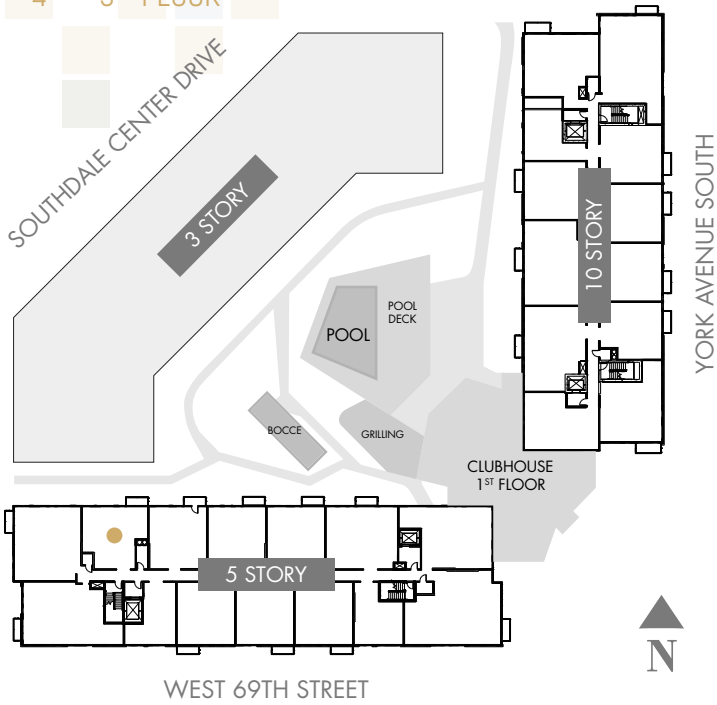 SOUTHDALE CENTER DRIVE
YORK AVENUE SOUTH
3 STORY
10 STORY
POOL
DECK
POOL
BOCCE
GRILLING
CLUBHOUSE
1ST FLOOR
5 STORY
N
WEST 69TH STREET